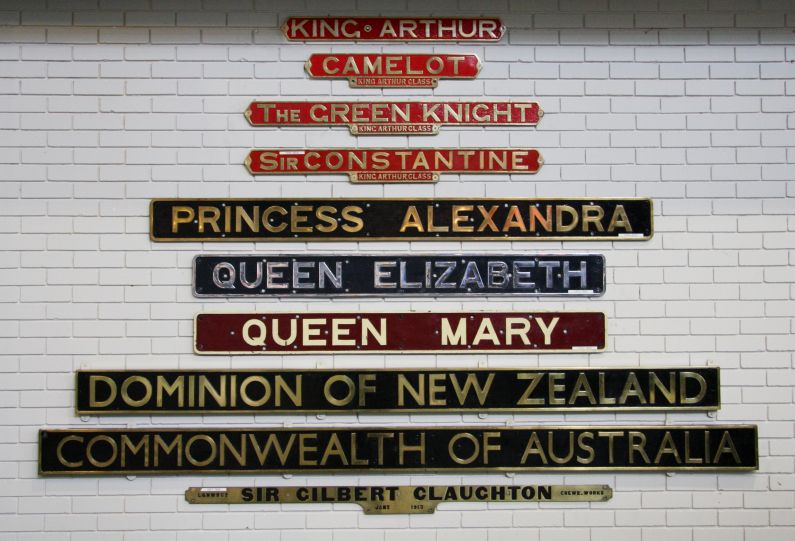 KING · ARTHUR
CAMELOT
KING ARTHUR CLASS
THE GREEN KNIGHT
KING ARTHUR CLASS
SIR CONSTANTINE
KING ARTHUR CLASS
PRINCESS ALEXANDRA
QUEEN ELIZABETH
QUEEN MARY
DOMINION OF NEW ZEALAND
COMMONWEALTH OF AUSTRALIA
SIR GILBERT CLAUGHTON CREWE. WORKS
JANY 1913